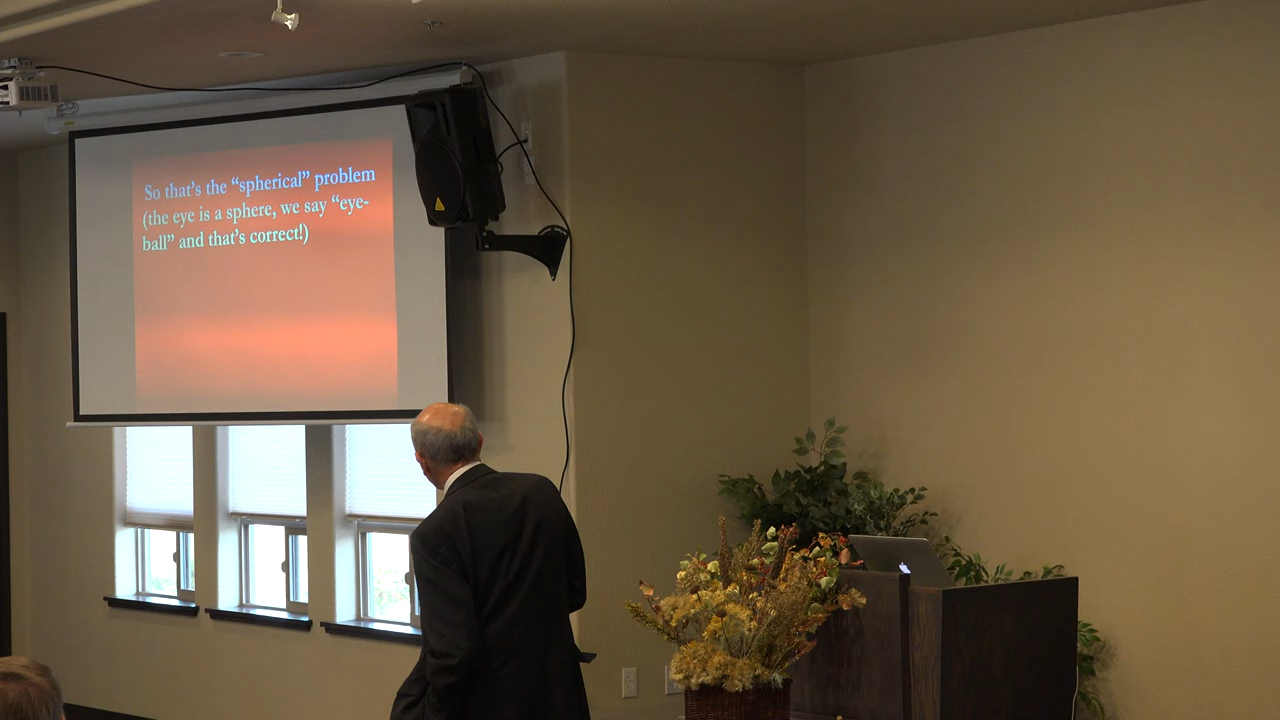 So that's the “spherical” problem
(the eye is a sphere, we say “eye-
ball” and that's correct!)